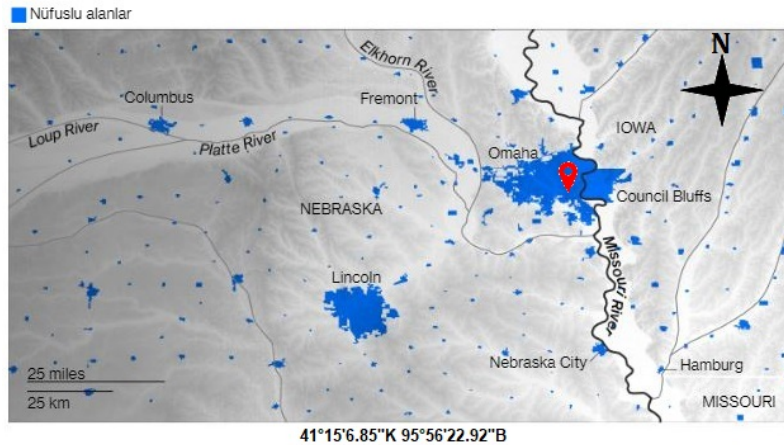 Nüfuslu alanlar
N
Elkhorn River
Columbus
Fremont
Loup River
Platte River
IOWA
Omaha
Council Bluffs
NEBRASKA
Missouri River
Lincoln
Nebraska City
Hamburg
25 miles
25 km
MISSOURI
41°15'6.85"K 95°56'22.92"B